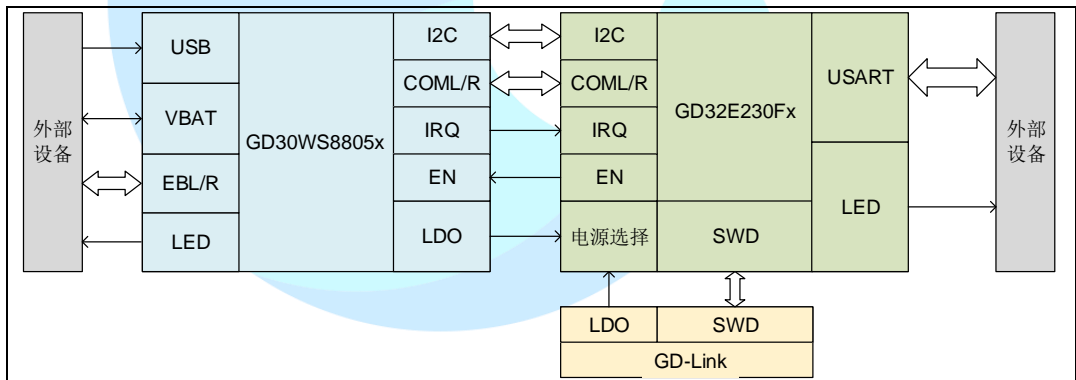 外部
设备
USB
VBAT
EBL/R
LED
GD30WS8805x
I2C
COML/R
IRQ
EN
LDO
I2C
COML/R
IRQ
EN
电源选择
GD32E230Fx
SWD
USART
LED
外部
设备
LDO
SWD
GD-Link